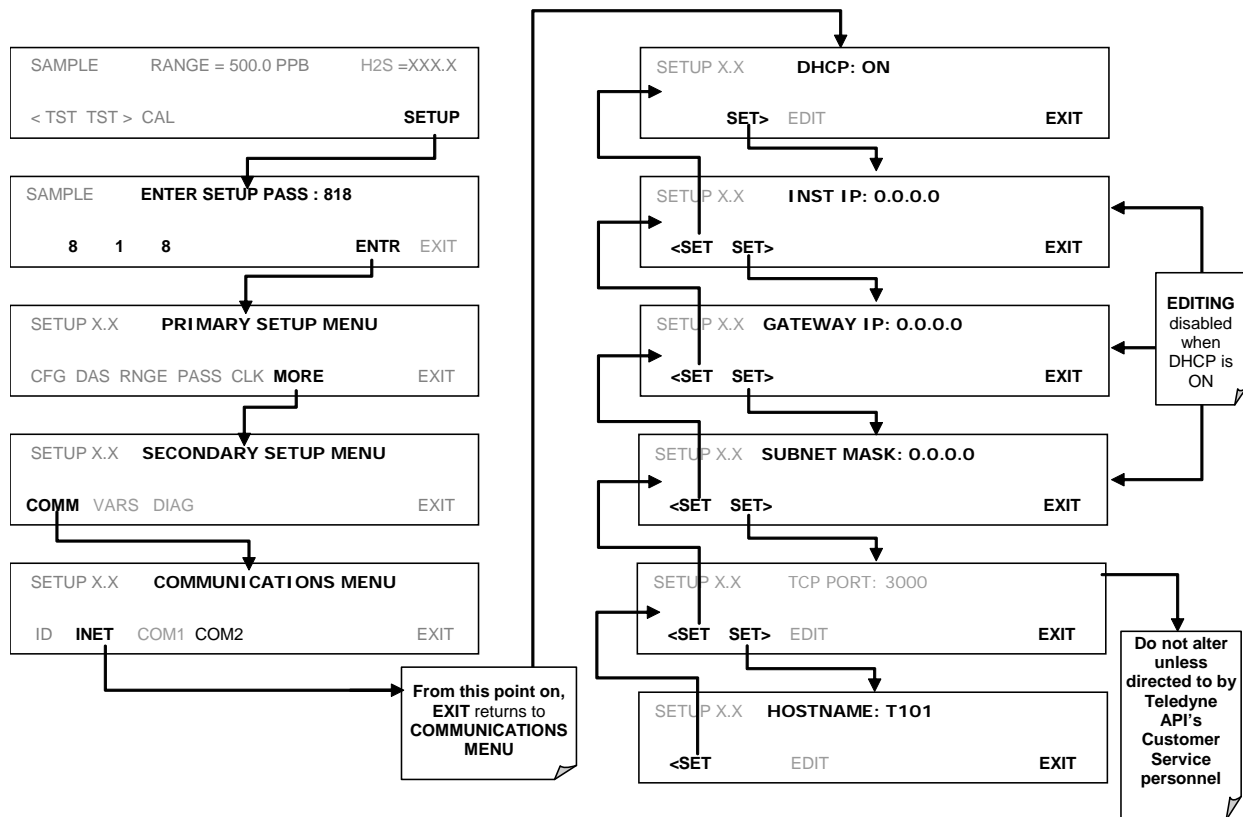 SAMPLE RANGE = 500.0 PPB H2S =XXX.X
< TST TST > CAL SETUP
SAMPLE ENTER SETUP PASS : 818
8 1 8 ENTR EXIT
SETUP X.X PRIMARY SETUP MENU
CFG DAS RNGE PASS CLK MORE EXIT
SETUP X.X SECONDARY SETUP MENU
COMM VARS DIAG EXIT
SETUP X.X COMMUNICATIONS MENU
ID INET COM1 COM2 EXIT
From this point on,
EXIT returns to
COMMUNICATIONS
MENU
SETUP X.X DHCP: ON
SET> EDIT EXIT
SETUP X.X INST IP: 0.0.0.0
<SET SET> EXIT
SETUP X.X GATEWAY IP: 0.0.0.0
<SET SET> EXIT
SETUP X.X SUBNET MASK: 0.0.0.0
<SET SET> EXIT
SETUP X.X TCP PORT: 3000
<SET SET> EDIT EXIT
SETUP X.X HOSTNAME: T101
<SET EDIT EXIT
EDITING
disabled
when
DHCP is
ON
Do not alter
unless
directed to by
Teledyne
API's
Customer
Service
personnel